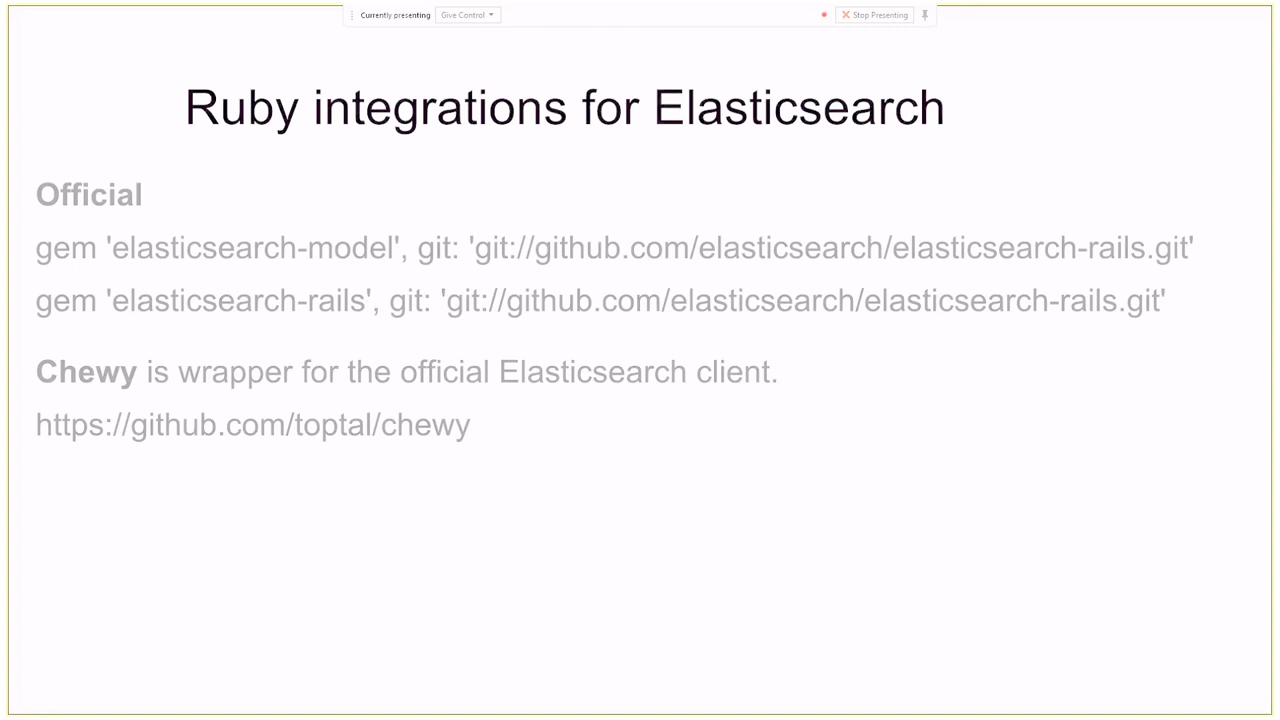 Currently presenting Give Control Stop Presenting
Ruby integrations for Elasticsearch
Official
gem 'elasticsearch-model', git: 'git://github.com/elasticsearch/elasticsearch-rails.git'
gem 'elasticsearch-rails', git: 'git://github.com/elasticsearch/elasticsearch-rails.git'
Chewy is wrapper for the official Elasticsearch client.
https://github.com/toptal/chewy